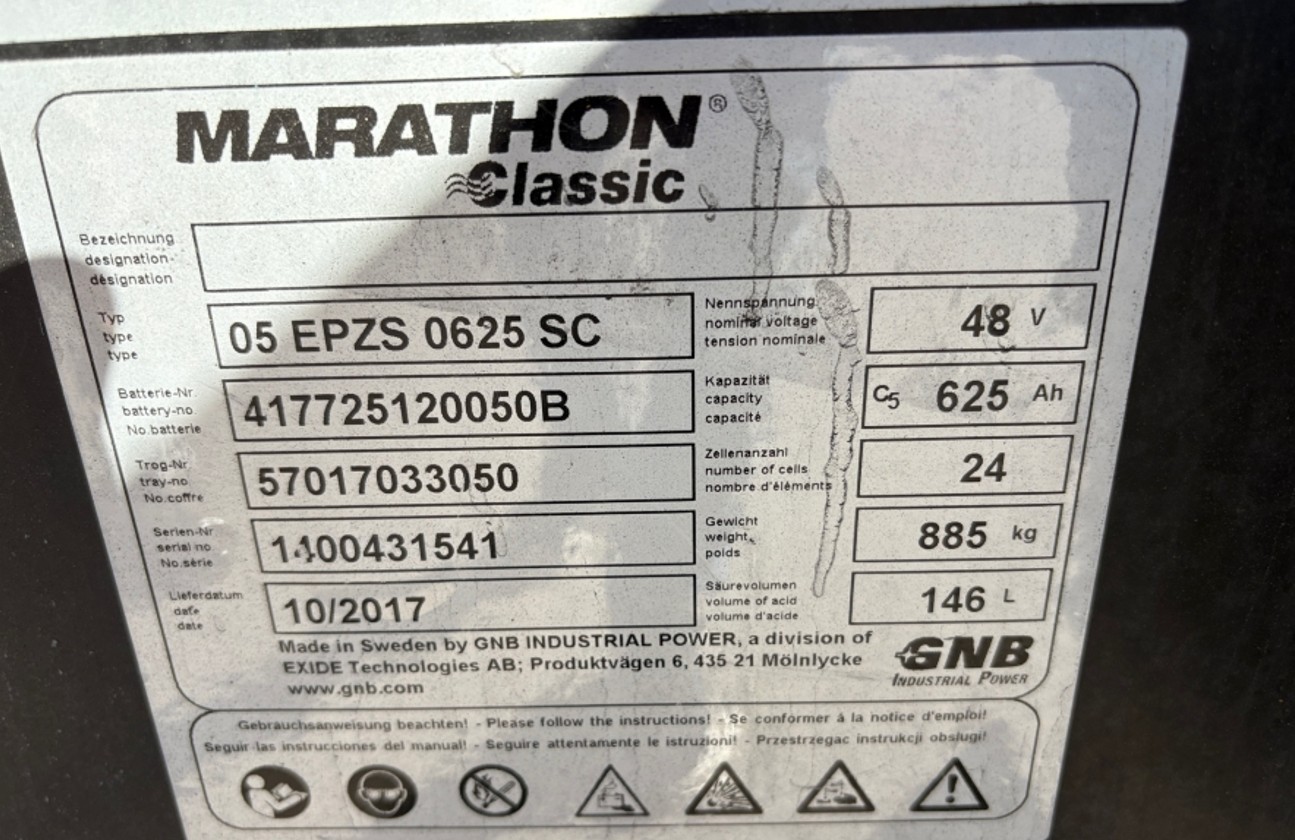 MARATHON®
Classic
Bezeichnung
designation
désignation
Typ
type
type
05 EPZS 0625 SC
Nennspannung
nominal voltage
tension nominale
48 V
Batterie-Nr.
battery-no.
No.batterie
417725120050B
Kapazität
capacity
capacité
C5 625 Ah
Trog-Nr.
tray-no
No.coffre
57017033050
Zellenanzahl
number of cells
nombre d'éléments
24
Serien-Nr
serial no
No.série
1400431541
Gewicht
weight
poids
885 kg
Lieferdatum
date
date
10/2017
Säurevolumen
volume of acid
volume d'acide
146 L
Made in Sweden by GNB INDUSTRIAL POWER, a division of
EXIDE Technologies AB; Produktvägen 6, 435 21 Mölnlycke
www.gnb.com
GNB
INDUSTRIAL POWER
Gebrauchsanweisung beachten! - Please follow the instructions! - Se conformer à la notice d'emploi!
Seguir las instrucciones del manual! - Seguire attentamente le istruzioni! - Przestrzegac instrukcji obslugi!